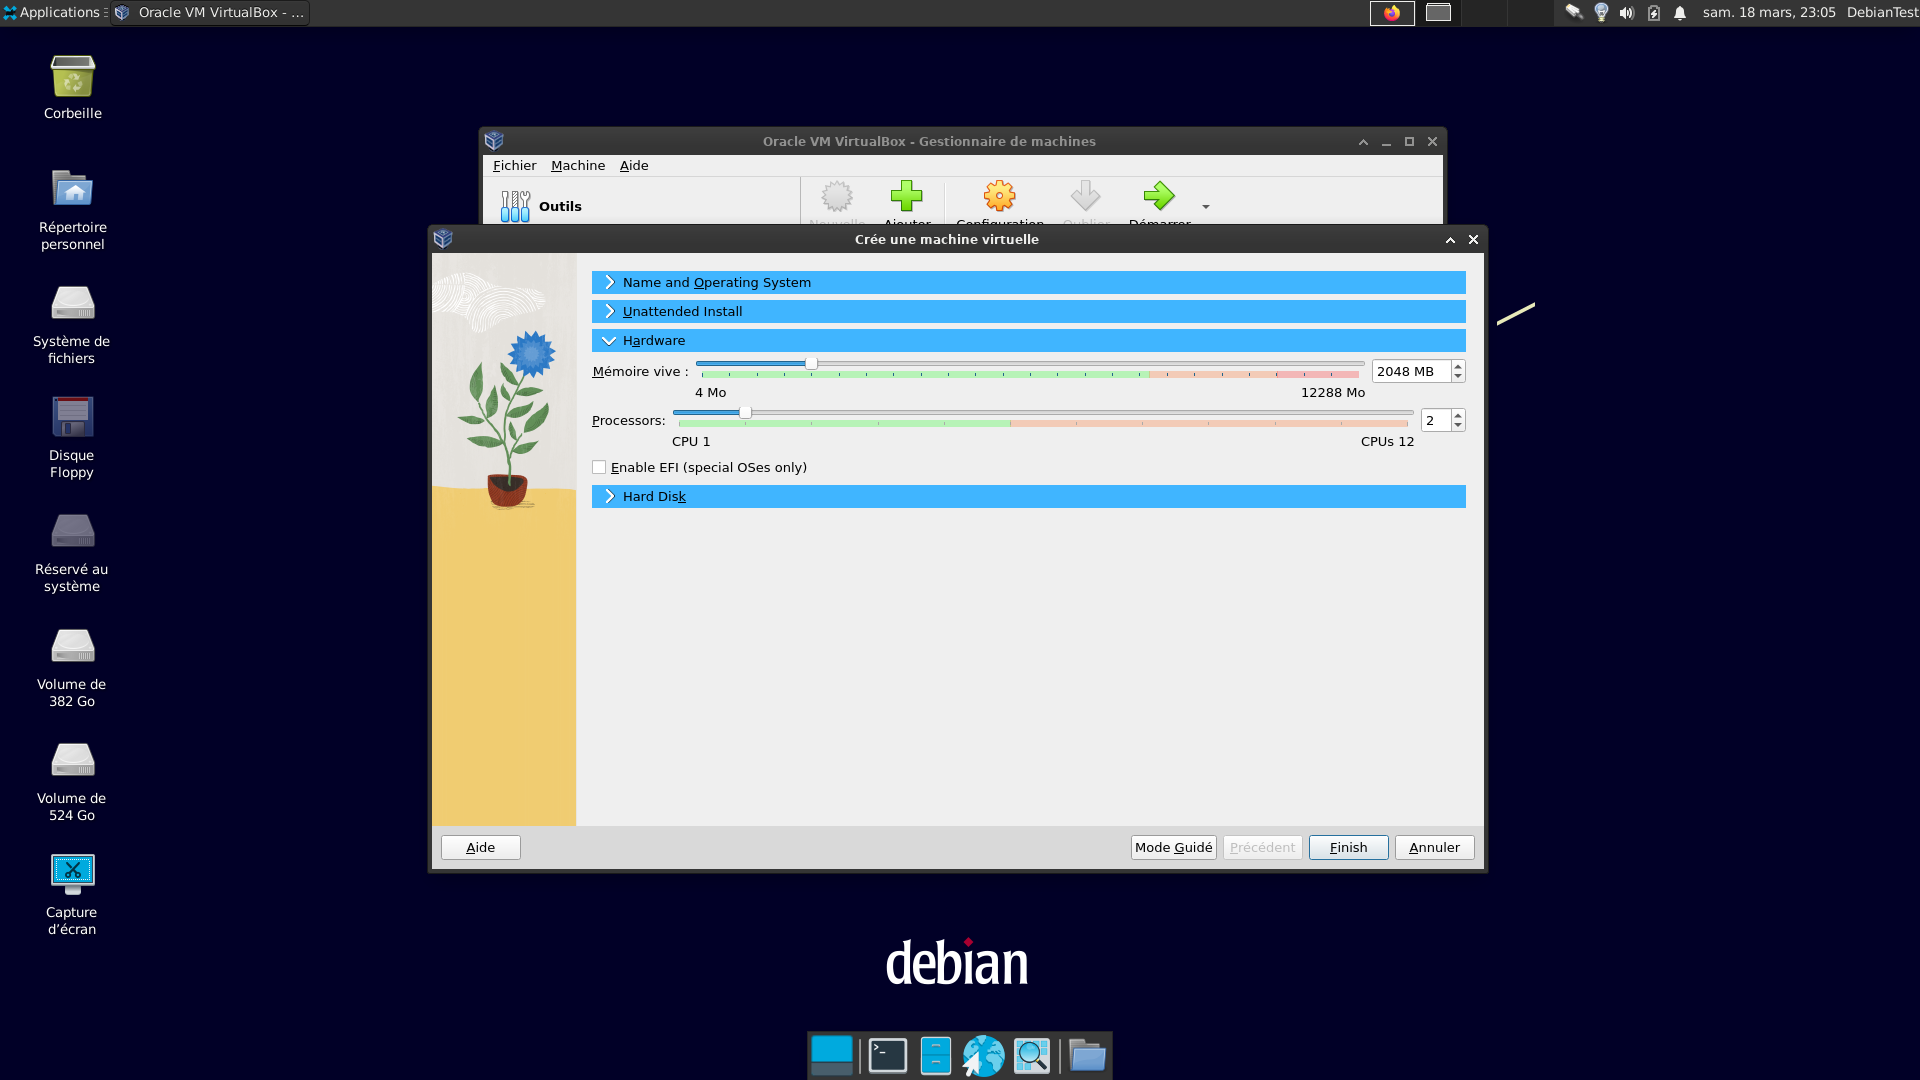 Applications
Oracle VM VirtualBox - ...
sam. 18 mars, 23:05
DebianTest
Corbeille
Répertoire
personnel
Système de
fichiers
Disque
Floppy
Réservé au
système
Volume de
382 Go
Volume de
524 Go
Capture
d'écran
Oracle VM VirtualBox - Gestionnaire de machines
Fichier Machine Aide
Outils
Nouvelle Ajouter Configuration Oublier Démarrer
Crée une machine virtuelle
Name and Operating System
Unattended Install
Hardware
Mémoire vive : 2048 MB
4 Mo 12288 Mo
Processors: 2
CPU 1 CPUs 12
Enable EFI (special OSes only)
Hard Disk
Aide Mode Guidé Précédent Finish Annuler
debian